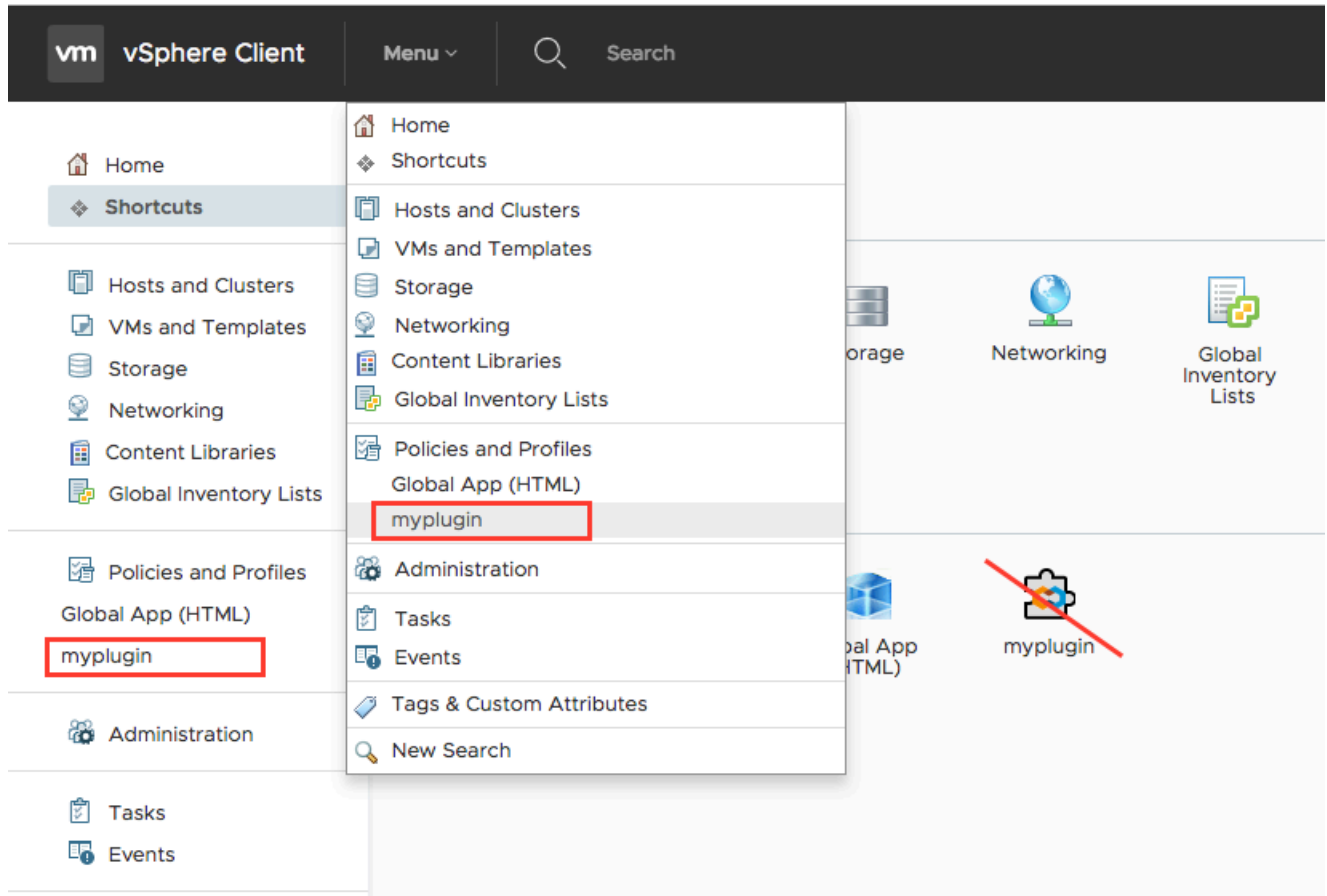 vm vSphere Client Menu Search
Home
Shortcuts
Hosts and Clusters
VMs and Templates
Storage
Networking
Content Libraries
Global Inventory Lists
Policies and Profiles
Global App (HTML)
myplugin
Administration
Tasks
Events
Home
Shortcuts
Hosts and Clusters
VMs and Templates
Storage
Networking
Content Libraries
Global Inventory Lists
Policies and Profiles
Global App (HTML)
myplugin
Administration
Tasks
Events
Tags & Custom Attributes
New Search
orage
Networking
Global
Inventory
Lists
bal App
HTML)
myplugin